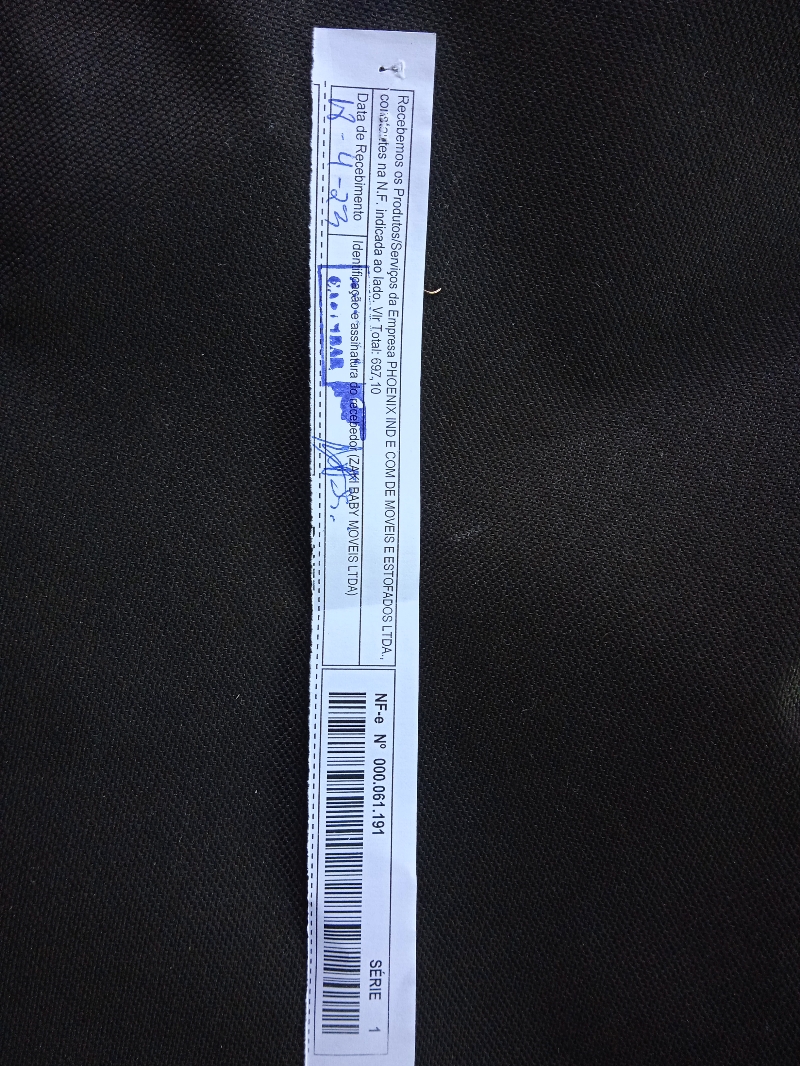 Recebemos os Produtos/Serviços da Empresa PHOENIX IND E COM DE MOVEIS E ESTOFADOS LTDA.,
constantes na N.F. indicada ao lado. Vlr Total: 697,10
Data de Recebimento
Identificação e assinatura do recebedor (ZAKI BABY MOVEIS LTDA)
-4-23
NF-e Nº 000.061.191
SÉRIE 1